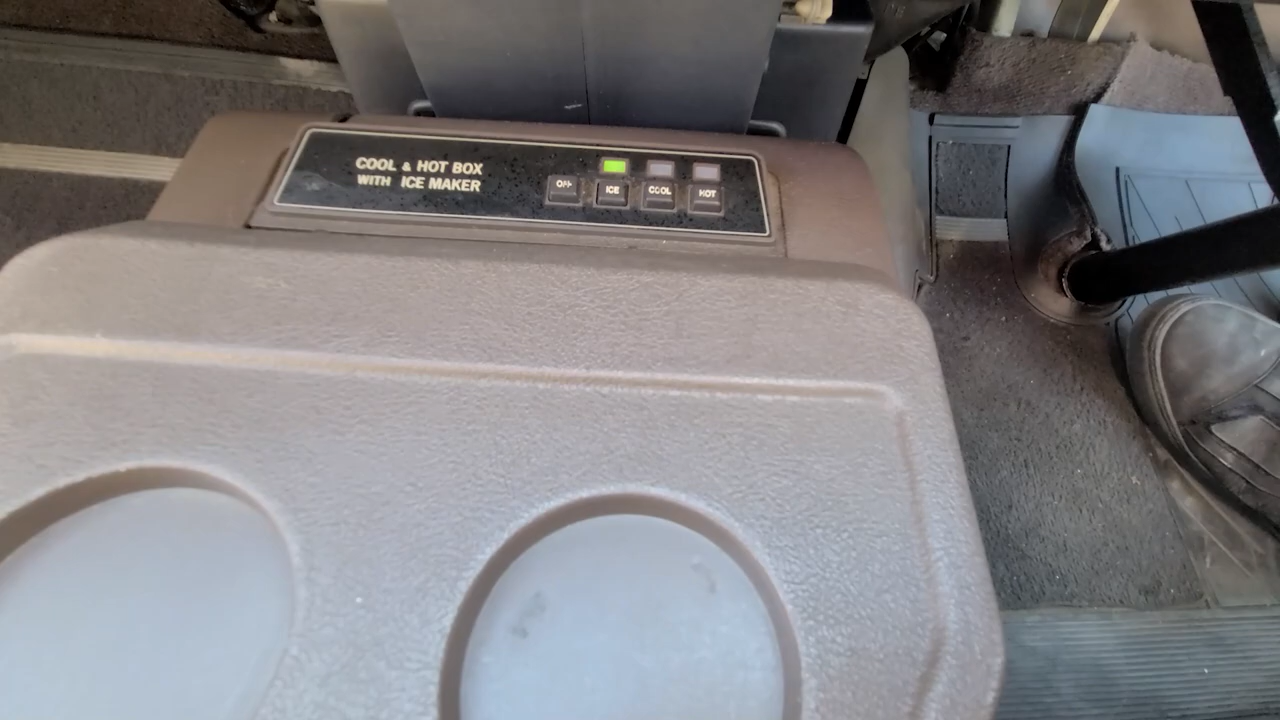 COOL & HOT BOX
WITH ICE MAKER
OFF
ICE
COOL
HOT